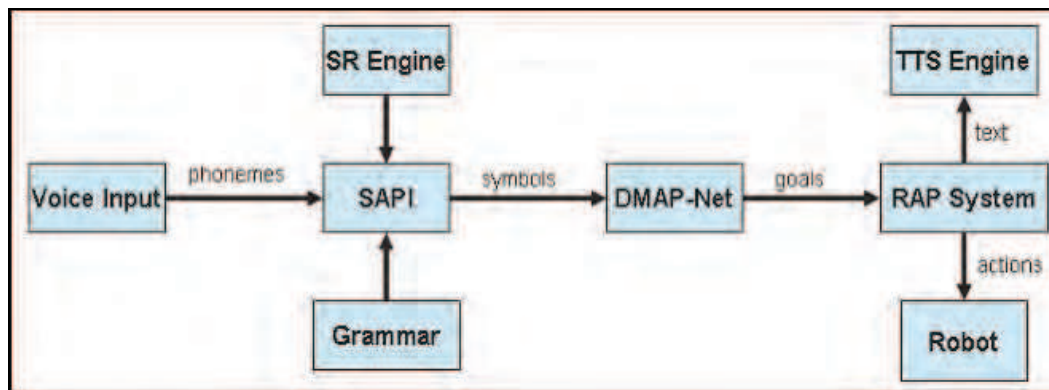 SR Engine
TTS Engine
text
phonemes
symbols
goals
Voice Input
SAPI
DMAP-Net
RAP System
actions
Grammar
Robot